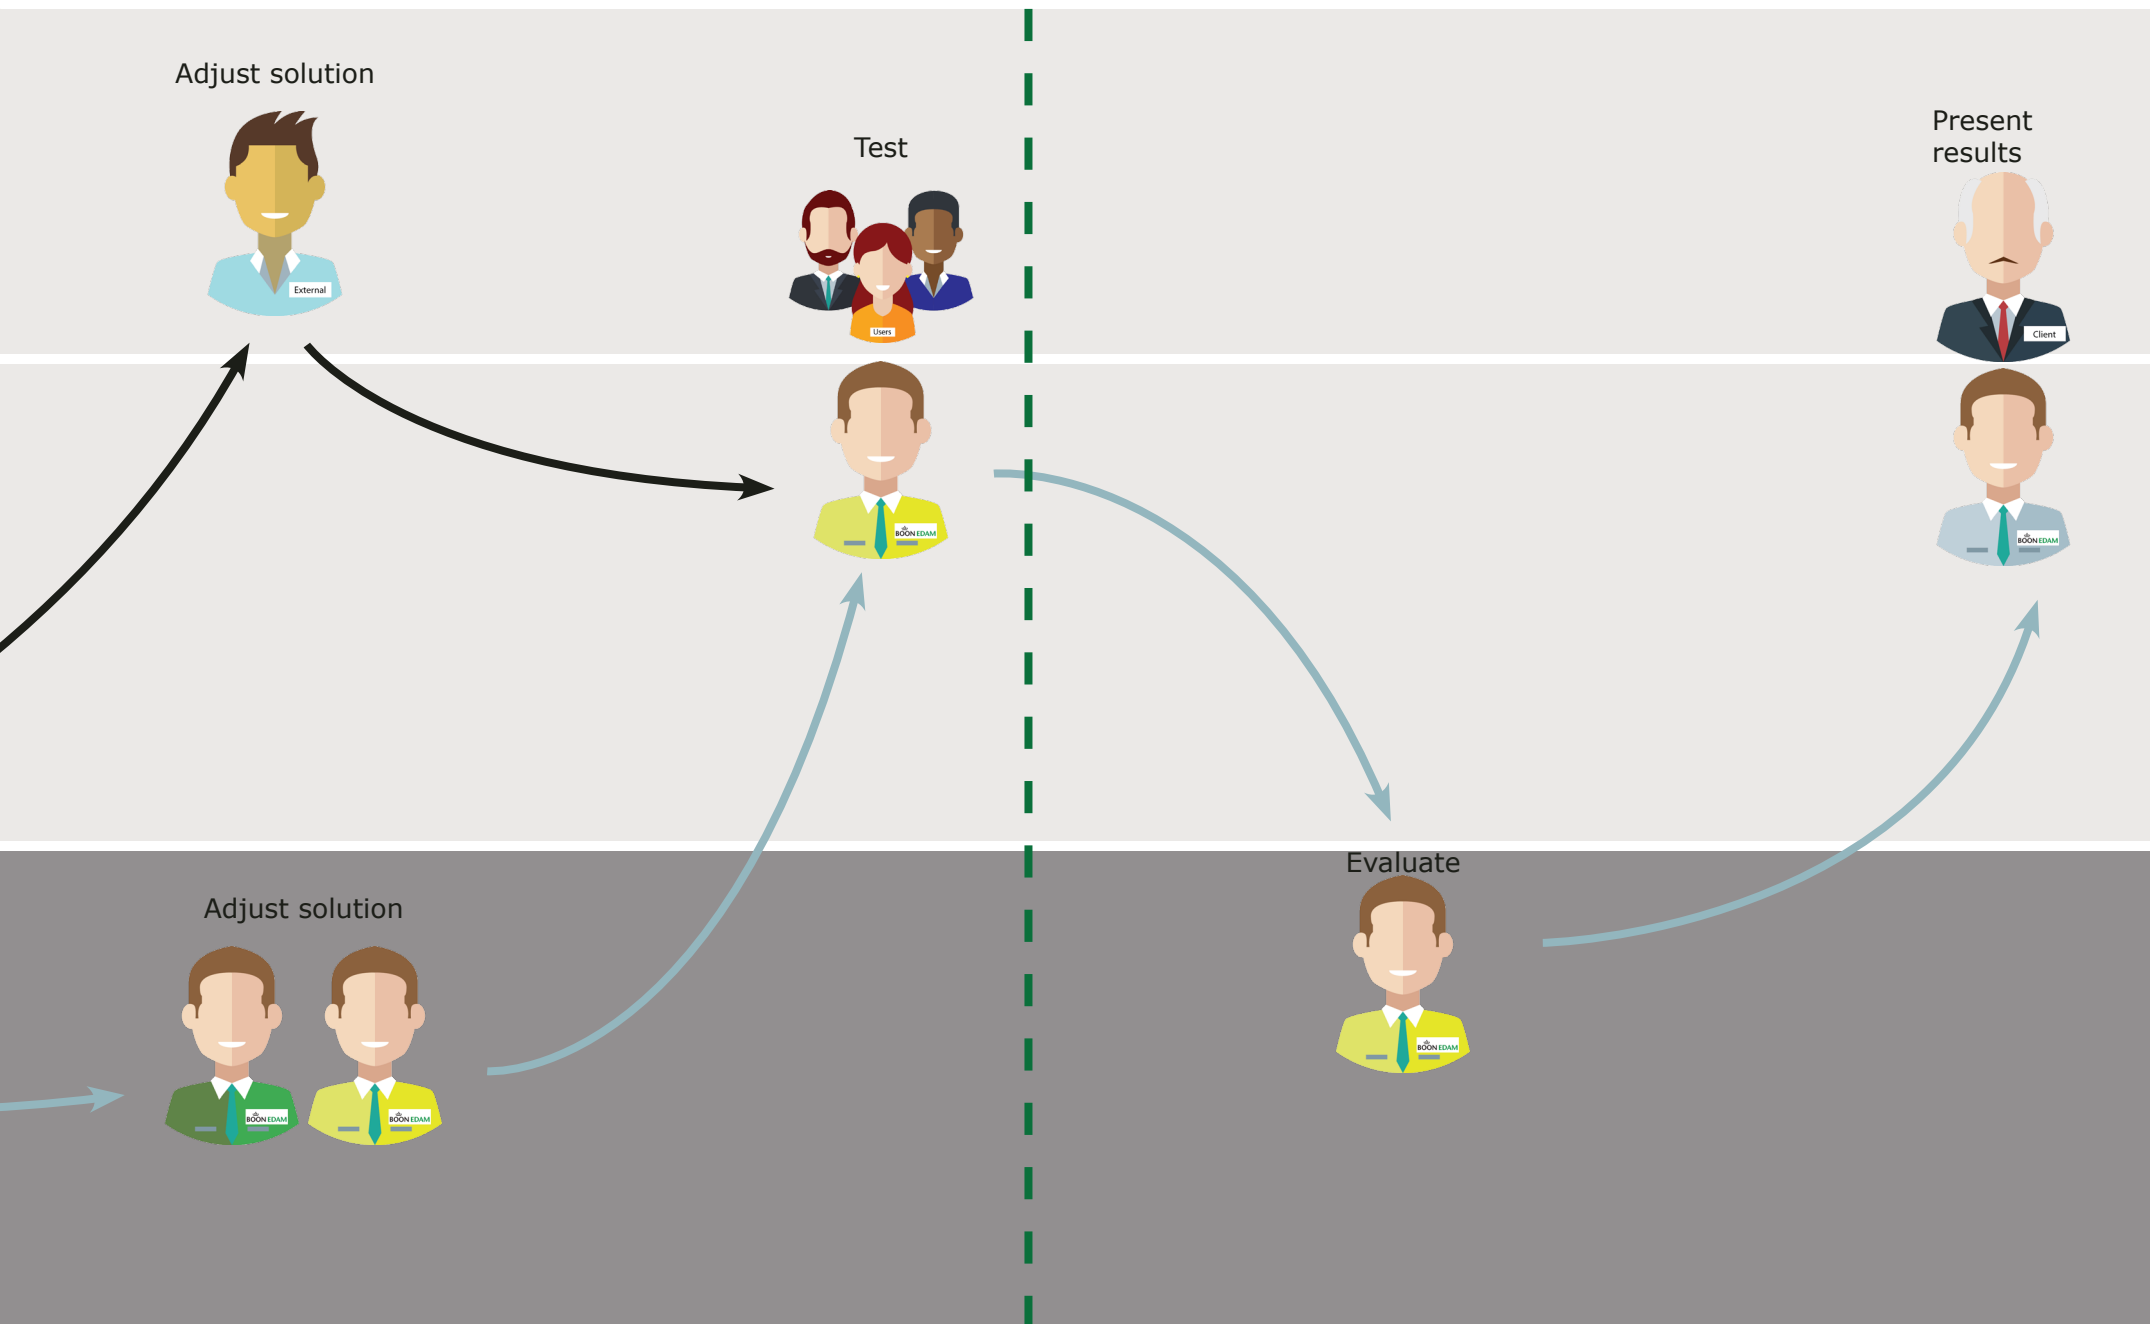 Adjust solution
External
Test
Users
Present
results
Client
BOON EDAM
BOON EDAM
Evaluate
BOON EDAM
Adjust solution
BOON EDAM
BOON EDAM